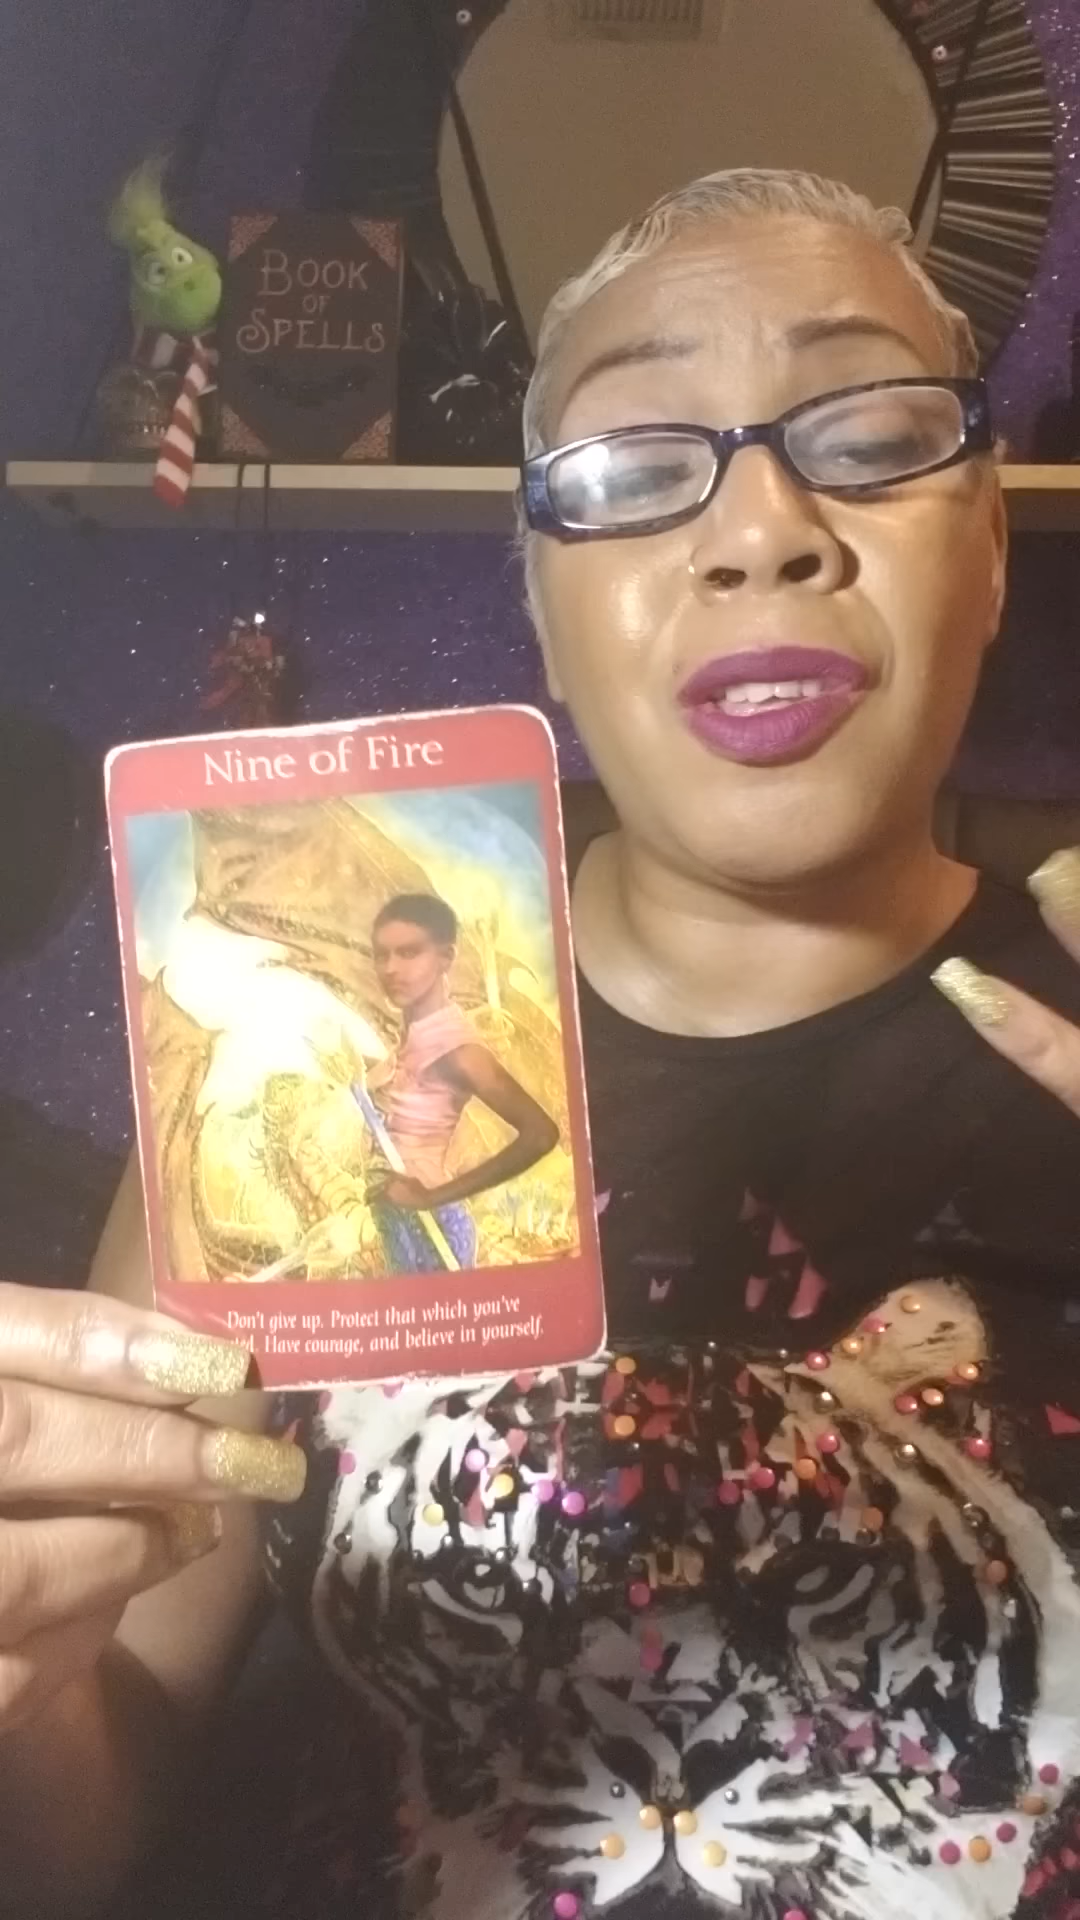 BOOK
OF
SPELLS
Nine of Fire
Don't give up. Protect that which you've
Have courage, and believe in yourself.